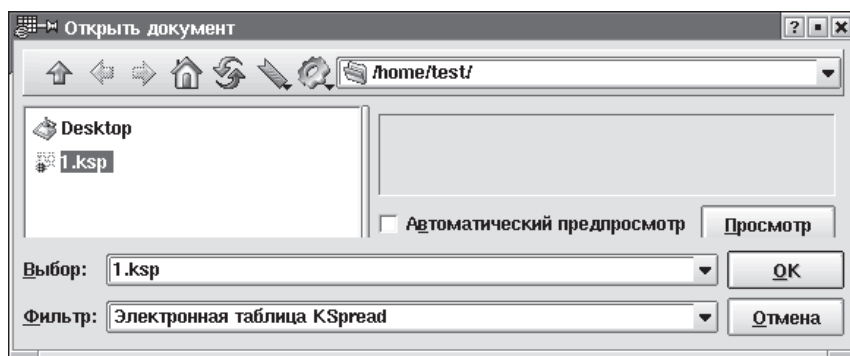 Открыть документ
/home/test/
Desktop
1.ksp
Автоматический предпросмотр Просмотр
Выбор: 1.ksp OK
Фильтр: Электронная таблица KSpread Отмена